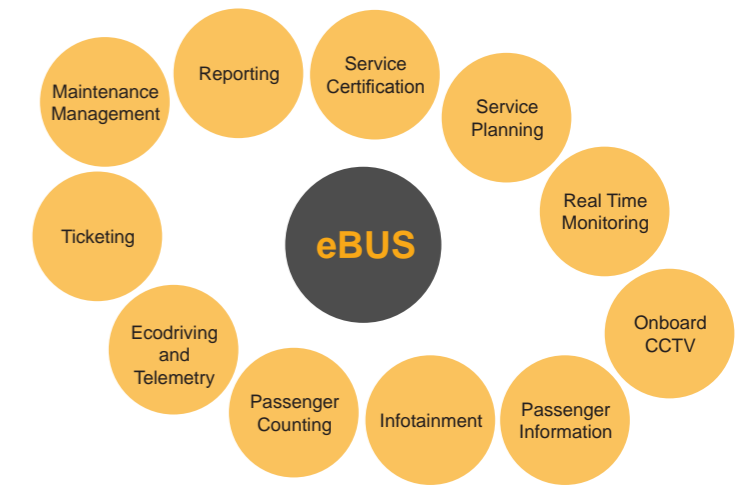 Maintenance
Management
Reporting
Service
Certification
Service
Planning
Real Time
Monitoring
Onboard
CCTV
Passenger
Information
Infotainment
Passenger
Counting
Ecodriving
and
Telemetry
Ticketing
eBUS